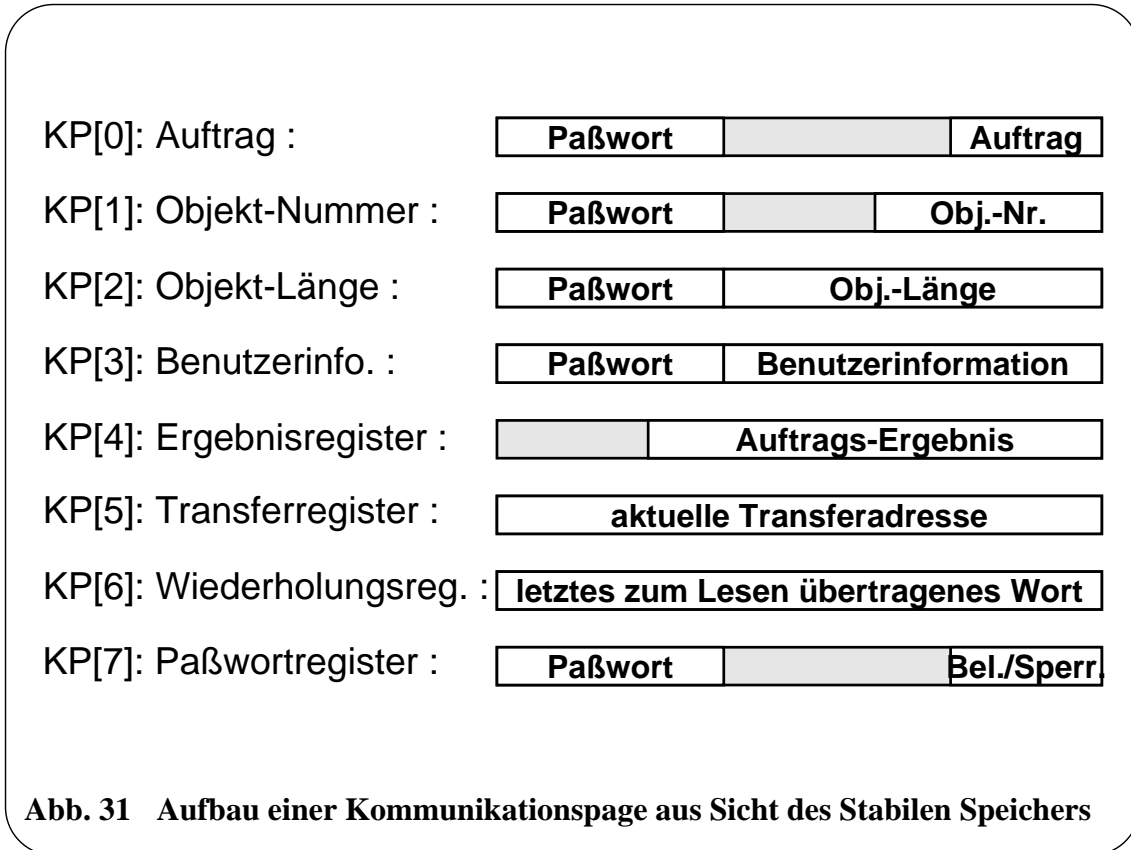 KP[0]: Auftrag : Paßwort Auftrag
KP[1]: Objekt-Nummer : Paßwort Obj.-Nr.
KP[2]: Objekt-Länge : Paßwort Obj.-Länge
KP[3]: Benutzerinfo. : Paßwort Benutzerinformation
KP[4]: Ergebnisregister : Auftrags-Ergebnis
KP[5]: Transferregister : aktuelle Transferadresse
KP[6]: Wiederholungsreg. : letztes zum Lesen übertragenes Wort
KP[7]: Paßwortregister : Paßwort Bel./Sperr.
Abb. 31 Aufbau einer Kommunikationspage aus Sicht des Stabilen Speichers